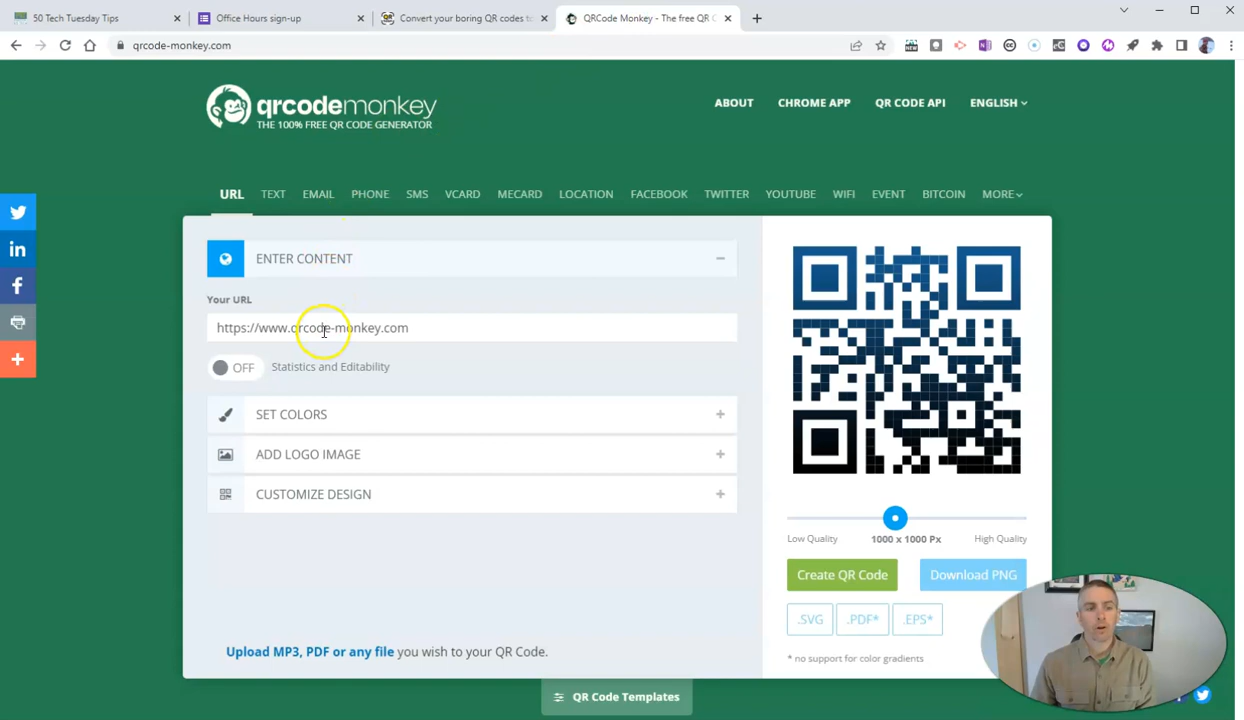 50 Tech Tuesday Tips
Office Hours sign-up
Convert your boring QR codes to
QRCode Monkey - The free QR C
qrcode-monkey.com
qrcodemonkey
THE 100% FREE QR CODE GENERATOR
ABOUT
CHROME APP
QR CODE API
ENGLISH
URL
TEXT
EMAIL
PHONE
SMS
VCARD
MECARD
LOCATION
FACEBOOK
TWITTER
YOUTUBE
WIFI
EVENT
BITCOIN
MORE
ENTER CONTENT
Your URL
https://www.qrcode-monkey.com
OFF
Statistics and Editability
SET COLORS
ADD LOGO IMAGE
CUSTOMIZE DESIGN
Upload MP3, PDF or any file you wish to your QR Code.
Low Quality
1000 x 1000 Px
High Quality
Create QR Code
Download PNG
.SVG
.PDF*
.EPS*
* no support for color gradients
QR Code Templates